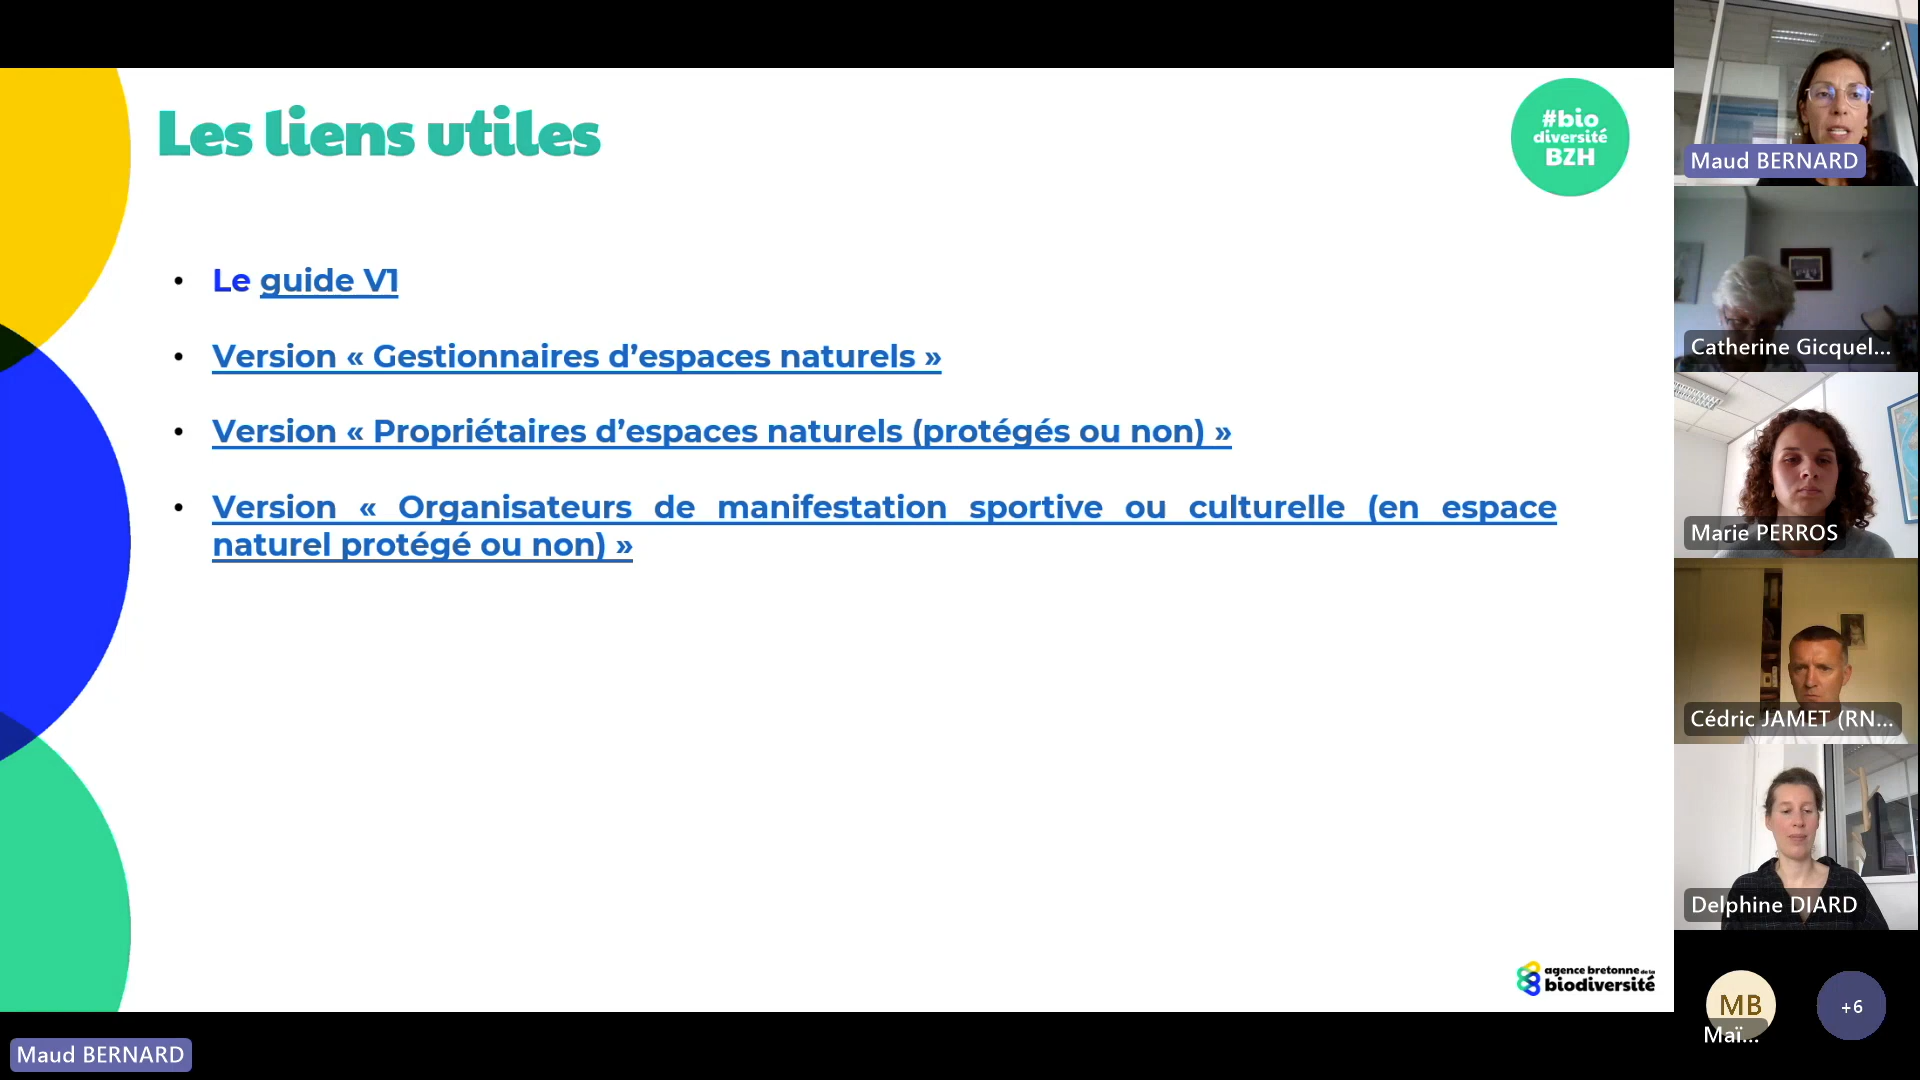 Les liens utiles
#bio
diversité
BZH
• Le guide V1
• Version « Gestionnaires d’espaces naturels »
• Version « Propriétaires d’espaces naturels (protégés ou non) »
• Version « Organisateurs de manifestation sportive ou culturelle (en espace
naturel protégé ou non) »
agence bretonne de la
biodiversité
Maud BERNARD
Catherine Gicquel...
Marie PERROS
Cédric JAMET (RN...
Delphine DIARD
MB
Maï...
+6
Maud BERNARD